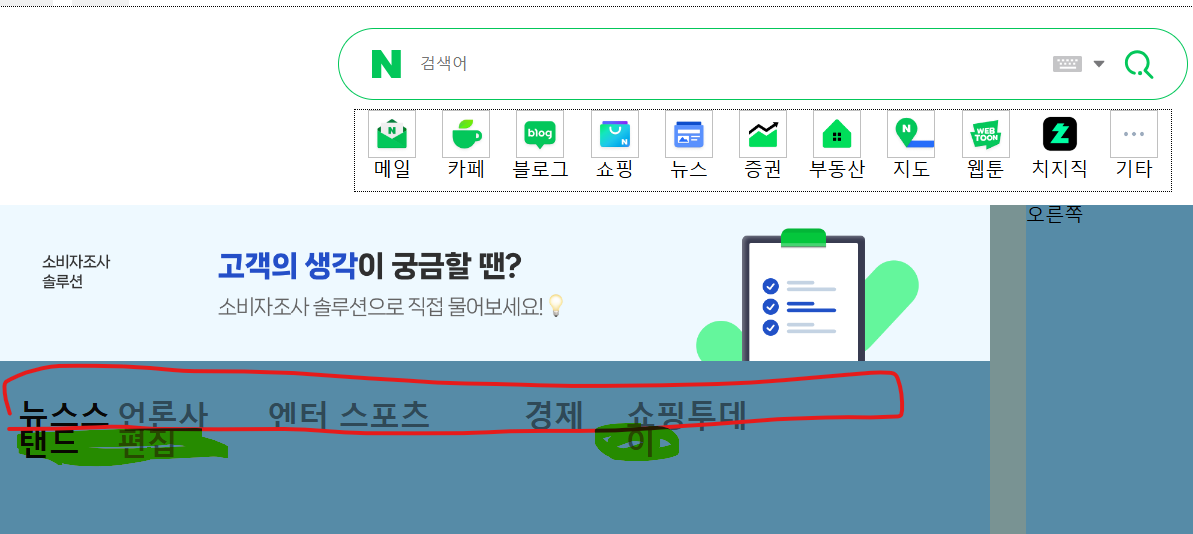 N 검색어
N blog N N WEB TOON
메일 카페 블로그 쇼핑 뉴스 증권 부동산 지도 웹툰 치지직 기타
오른쪽
소비자조사
솔루션
고객의 생각이 궁금할 땐?
소비자조사 솔루션으로 직접 물어보세요!
뉴스스 언론사 엔터 스포츠 경제 쇼핑투데
탠드 편집 이